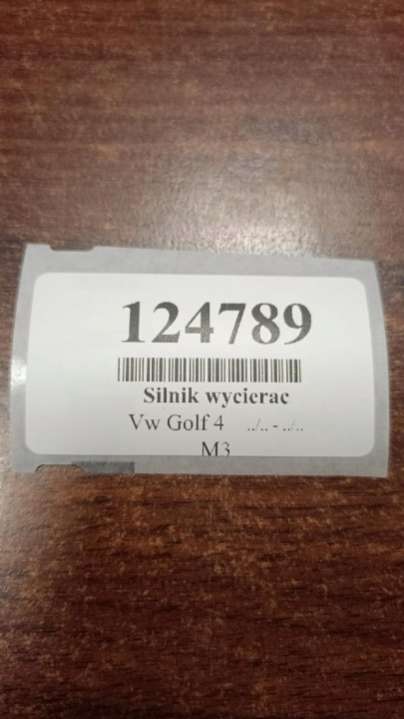 124789
Silnik wycierac
Vw Golf 4 ../.. - ../..
M3